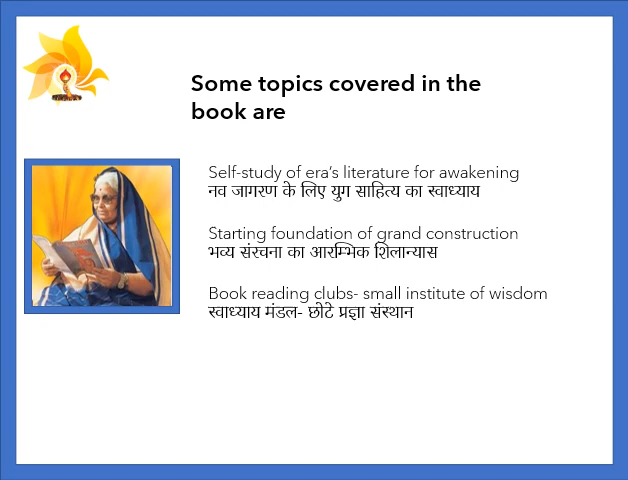 Some topics covered in the
book are
Self-study of era's literature for awakening
नव जागरण के लिए युग साहित्य का स्वाध्याय
Starting foundation of grand construction
भव्य संरचना का आरम्भिक शिलान्यास
Book reading clubs- small institute of wisdom
स्वाध्याय मंडल- छोटे प्रज्ञा संस्थान